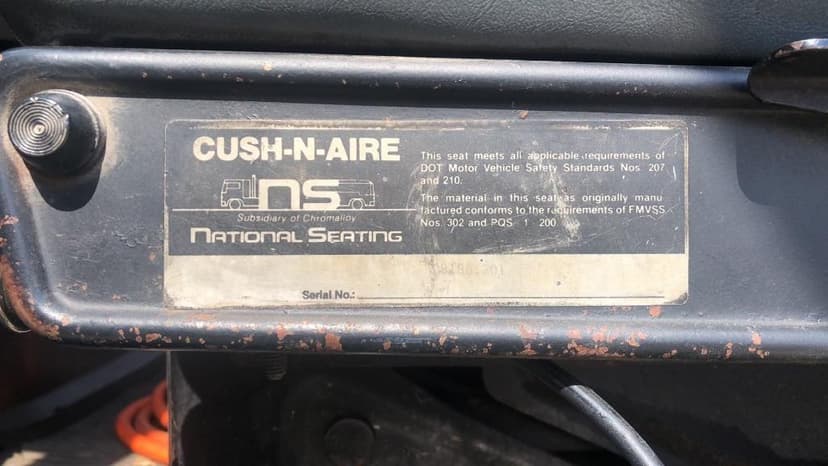 CUSH-N-AIRE
ns
Subsidiary of Chromalloy
NATIONAL SEATING
This seat meets all applicable requirements of
DOT Motor Vehicle Safety Standards Nos. 207
and 210.
The material in this seat as originally manu
factured conforms to the requirements of FMVSS
Nos. 302 and PQS 1 200
Serial No.: